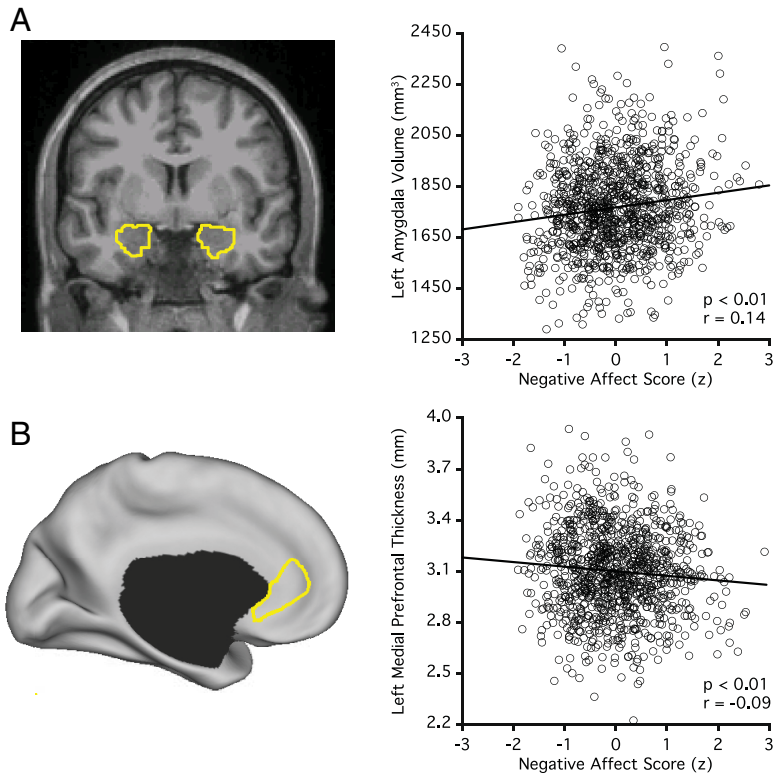 A
2450
2250
2050
1850
1650
1450
1250
Left Amygdala Volume (mm³)
p < 0.01
r = 0.14
-3 -2 -1 0 1 2 3
Negative Affect Score (z)
B
4.0
3.7
3.4
3.1
2.8
2.5
2.2
Left Medial Prefrontal Thickness (mm)
p < 0.01
r = -0.09
-3 -2 -1 0 1 2 3
Negative Affect Score (z)